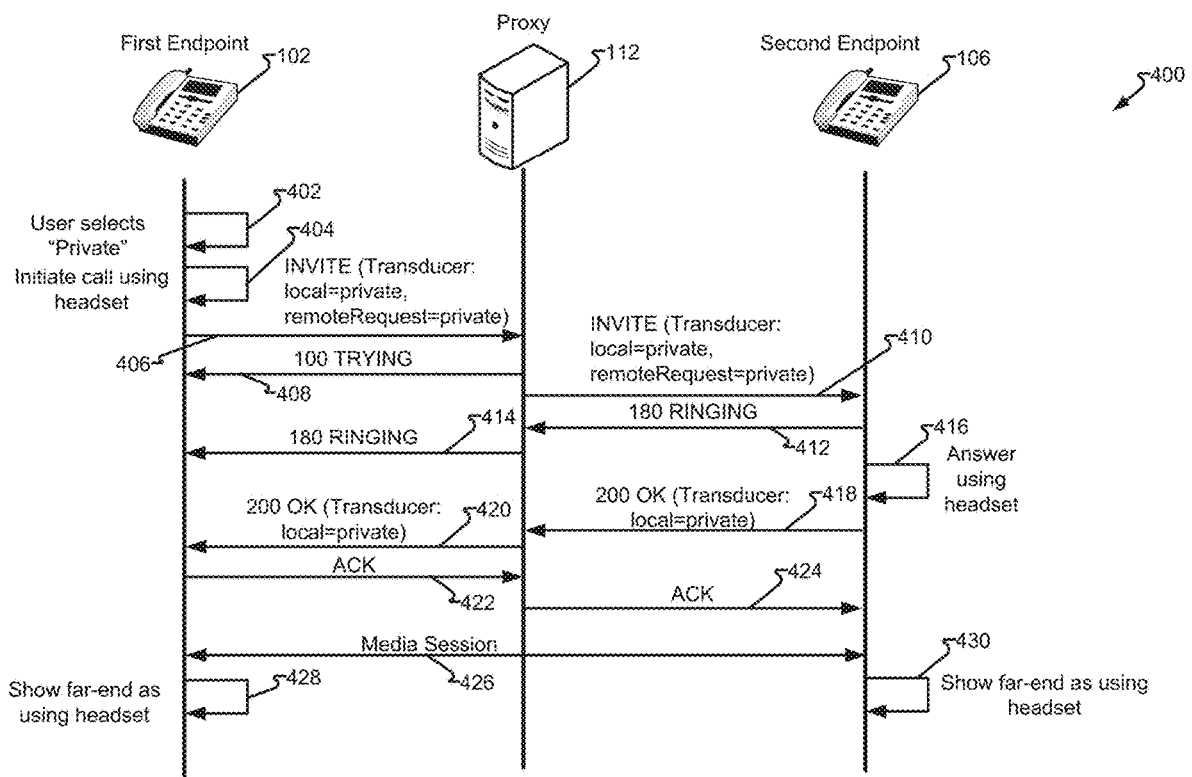 Proxy
First Endpoint
Second Endpoint
102
112
106
400
402
User selects
"Private"
404
Initiate call using
headset
INVITE (Transducer:
local=private,
remoteRequest=private)
406
INVITE (Transducer:
local=private,
remoteRequest=private)
410
100 TRYING
408
180 RINGING
412
414
180 RINGING
416
Answer
using
headset
200 OK (Transducer:
local=private)
418
200 OK (Transducer:
local=private)
420
ACK
422
424
ACK
Media Session
426
Show far-end as
using headset
428
430
Show far-end as using
headset